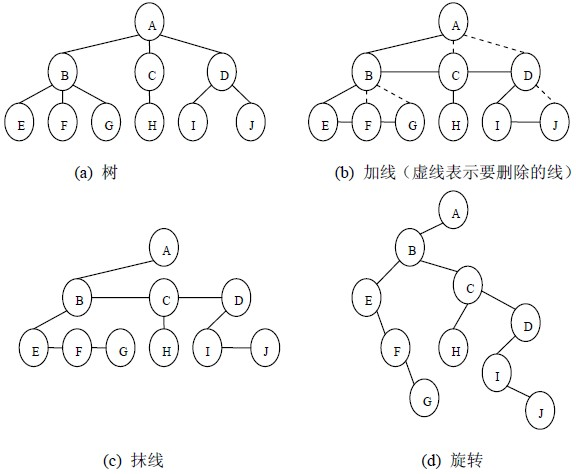 A A
B C D B C D
E F G H I J E F G H I J
(a) 树 (b) 加线（虚线表示要删除的线）
A
B
C
D
E
F
G
H
I
J
A
B C D
E F G H I J
(c) 抹线 (d) 旋转